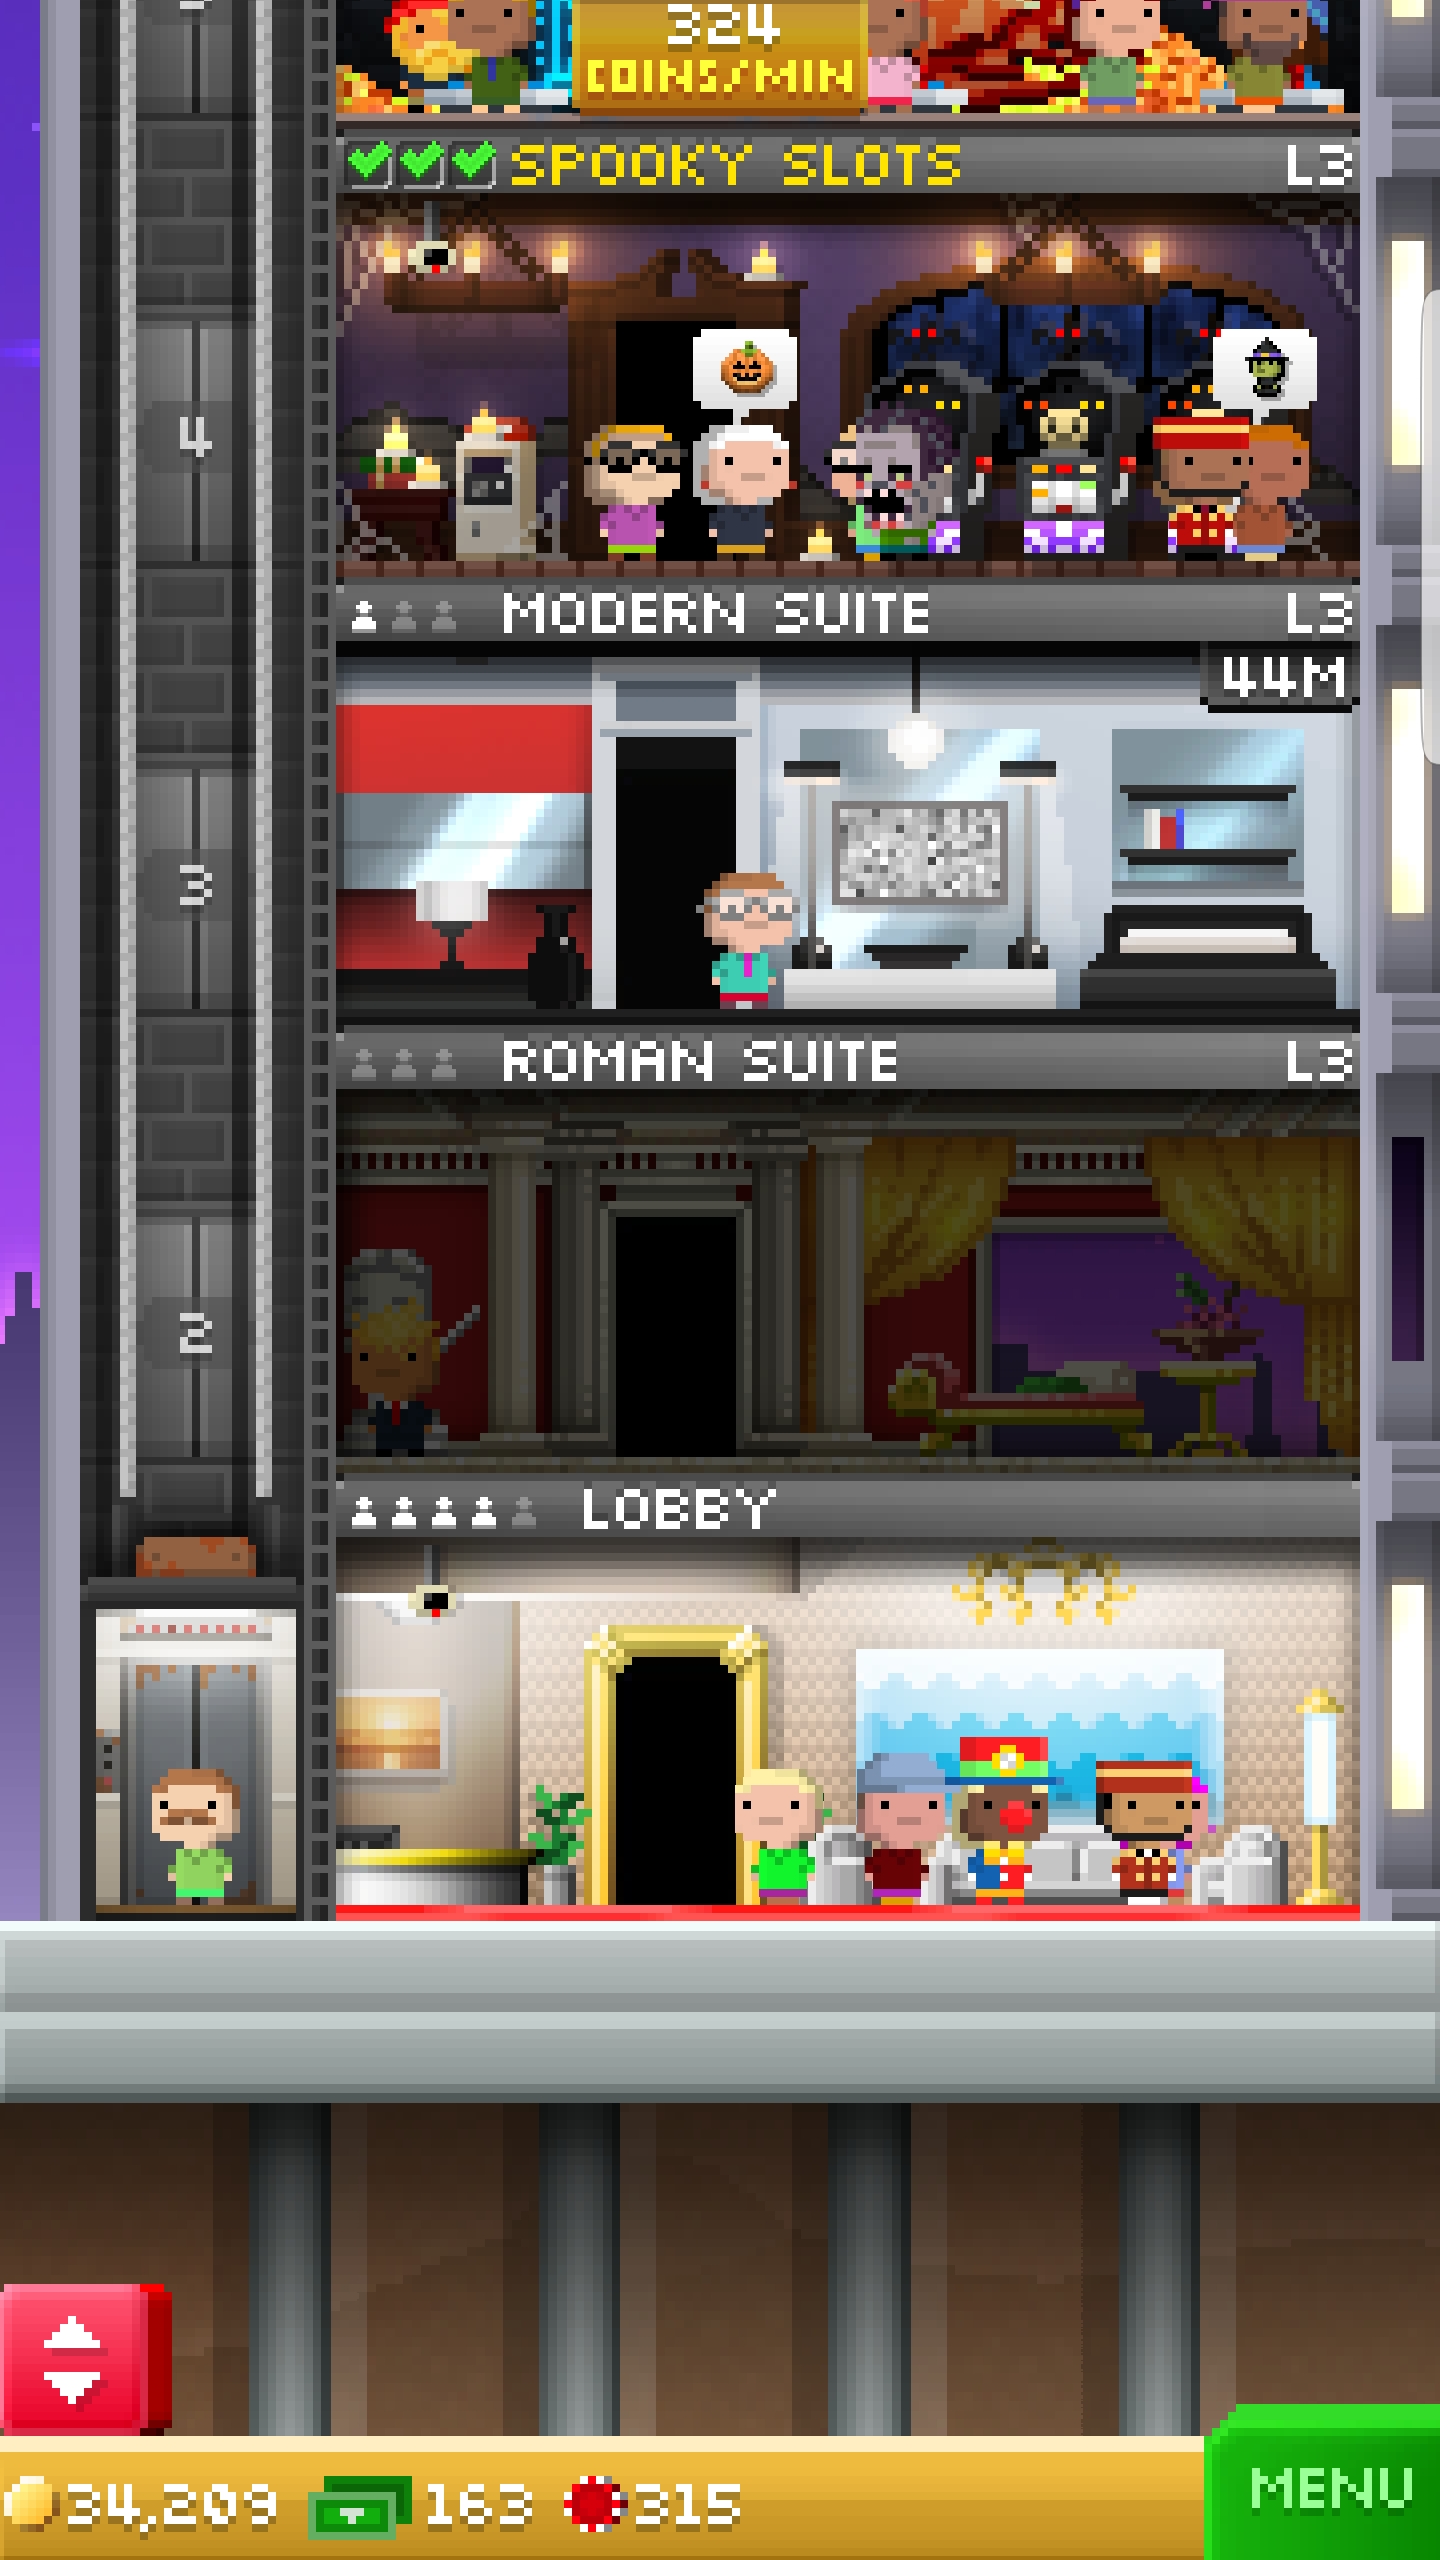 324
COINS/MIN
SPOOKY SLOTS L3
4
MODERN SUITE L3
44M
3
ROMAN SUITE L3
2
LOBBY
MENU
34,209 163 315